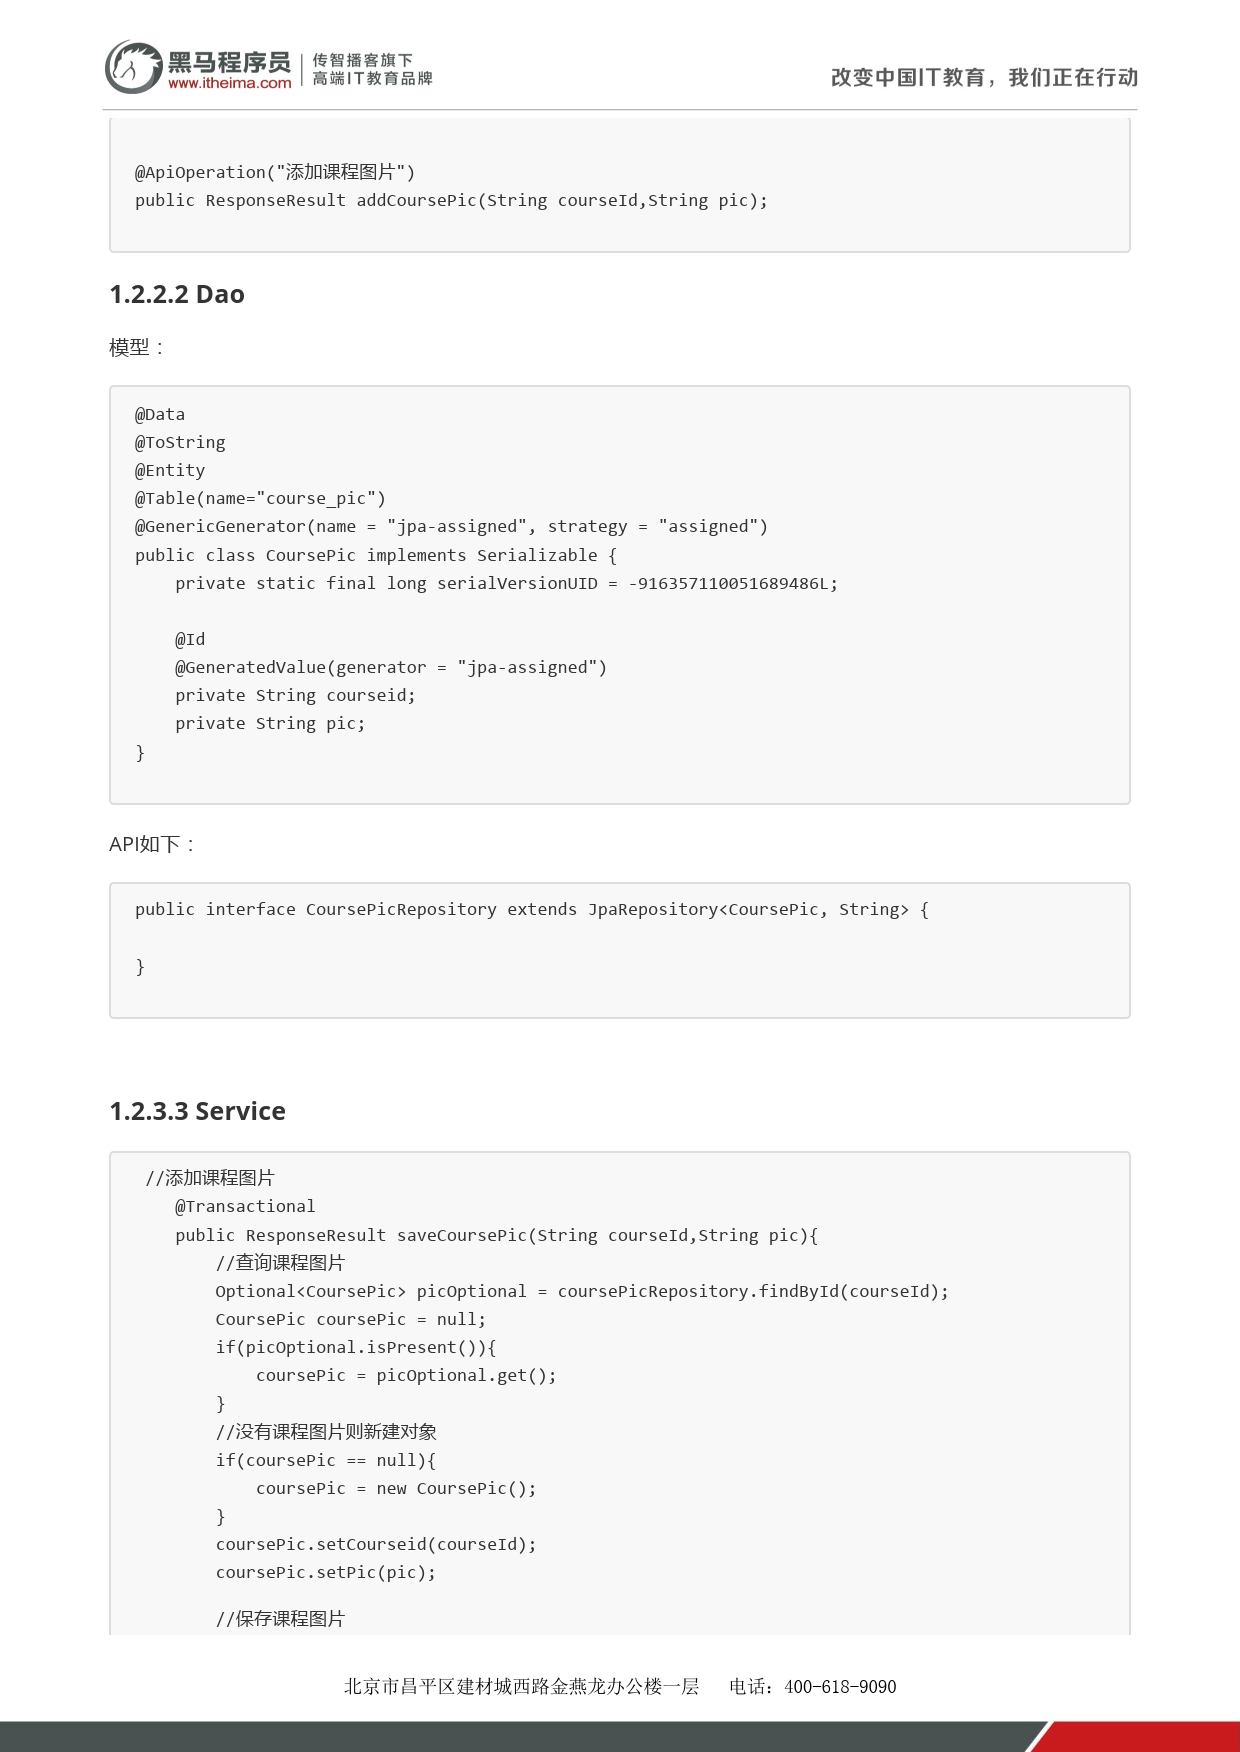 黑马程序员
www.itheima.com
传智播客旗下
高端IT教育品牌
改变中国IT教育，我们正在行动
@ApiOperation("添加课程图片")
public ResponseResult addCoursePic(String courseId,String pic);
1.2.2.2 Dao
模型：
@Data
@ToString
@Entity
@Table(name="course_pic")
@GenericGenerator(name = "jpa-assigned", strategy = "assigned")
public class CoursePic implements Serializable {
    private static final long serialVersionUID = -916357110051689486L;
    @Id
    @GeneratedValue(generator = "jpa-assigned")
    private String courseid;
    private String pic;
}
API如下：
public interface CoursePicRepository extends JpaRepository<CoursePic, String> {
}
1.2.3.3 Service
 //添加课程图片
    @Transactional
    public ResponseResult saveCoursePic(String courseId,String pic){
        //查询课程图片
        Optional<CoursePic> picOptional = coursePicRepository.findById(courseId);
        CoursePic coursePic = null;
        if(picOptional.isPresent()){
            coursePic = picOptional.get();
        }
        //没有课程图片则新建对象
        if(coursePic == null){
            coursePic = new CoursePic();
        }
        coursePic.setCourseid(courseId);
        coursePic.setPic(pic);
        //保存课程图片
北京市昌平区建材城西路金燕龙办公楼一层 电话：400-618-9090